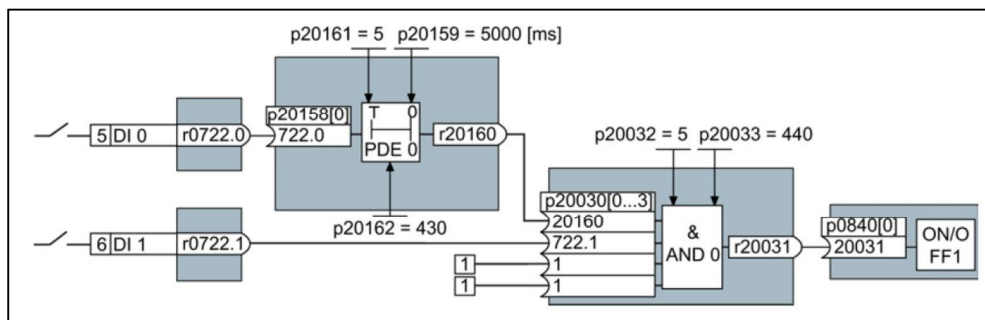 p20161 = 5 p20159 = 5000 [ms]
p20158[0]
T 0
5 DI 0 r0722.0 722.0 r20160
PDE 0
p20162 = 430
p20032 = 5 p20033 = 440
p20030[0...3]
20160
6 DI 1 r0722.1 722.1
&
AND 0
r20031
1 1
1 1
p0840[0]
20031
ON/O
FF1